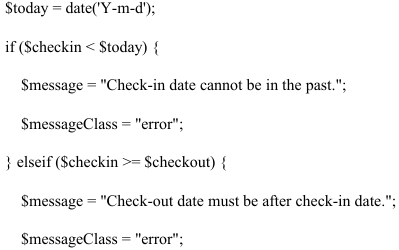 $today = date('Y-m-d');
if ($checkin < $today) {
$message = "Check-in date cannot be in the past.";
$messageClass = "error";
} elseif ($checkin >= $checkout) {
$message = "Check-out date must be after check-in date.";
$messageClass = "error";